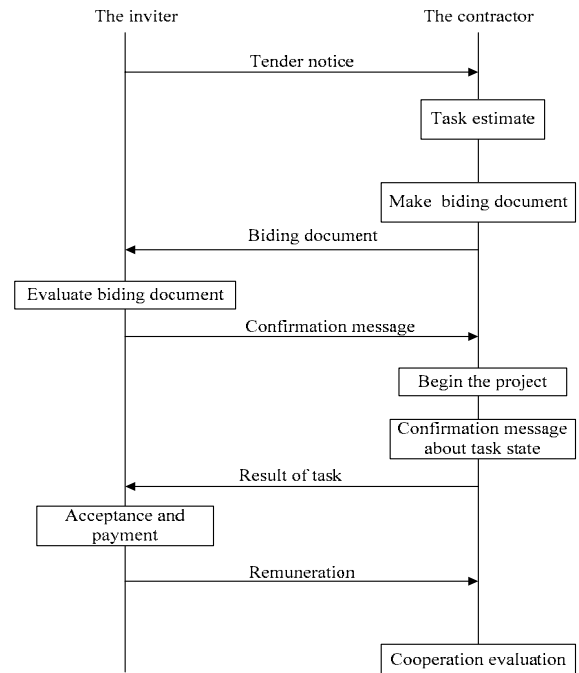 The inviter
The contractor
Tender notice
Task estimate
Make biding document
Biding document
Evaluate biding document
Confirmation message
Begin the project
Confirmation message
about task state
Result of task
Acceptance and
payment
Remuneration
Cooperation evaluation